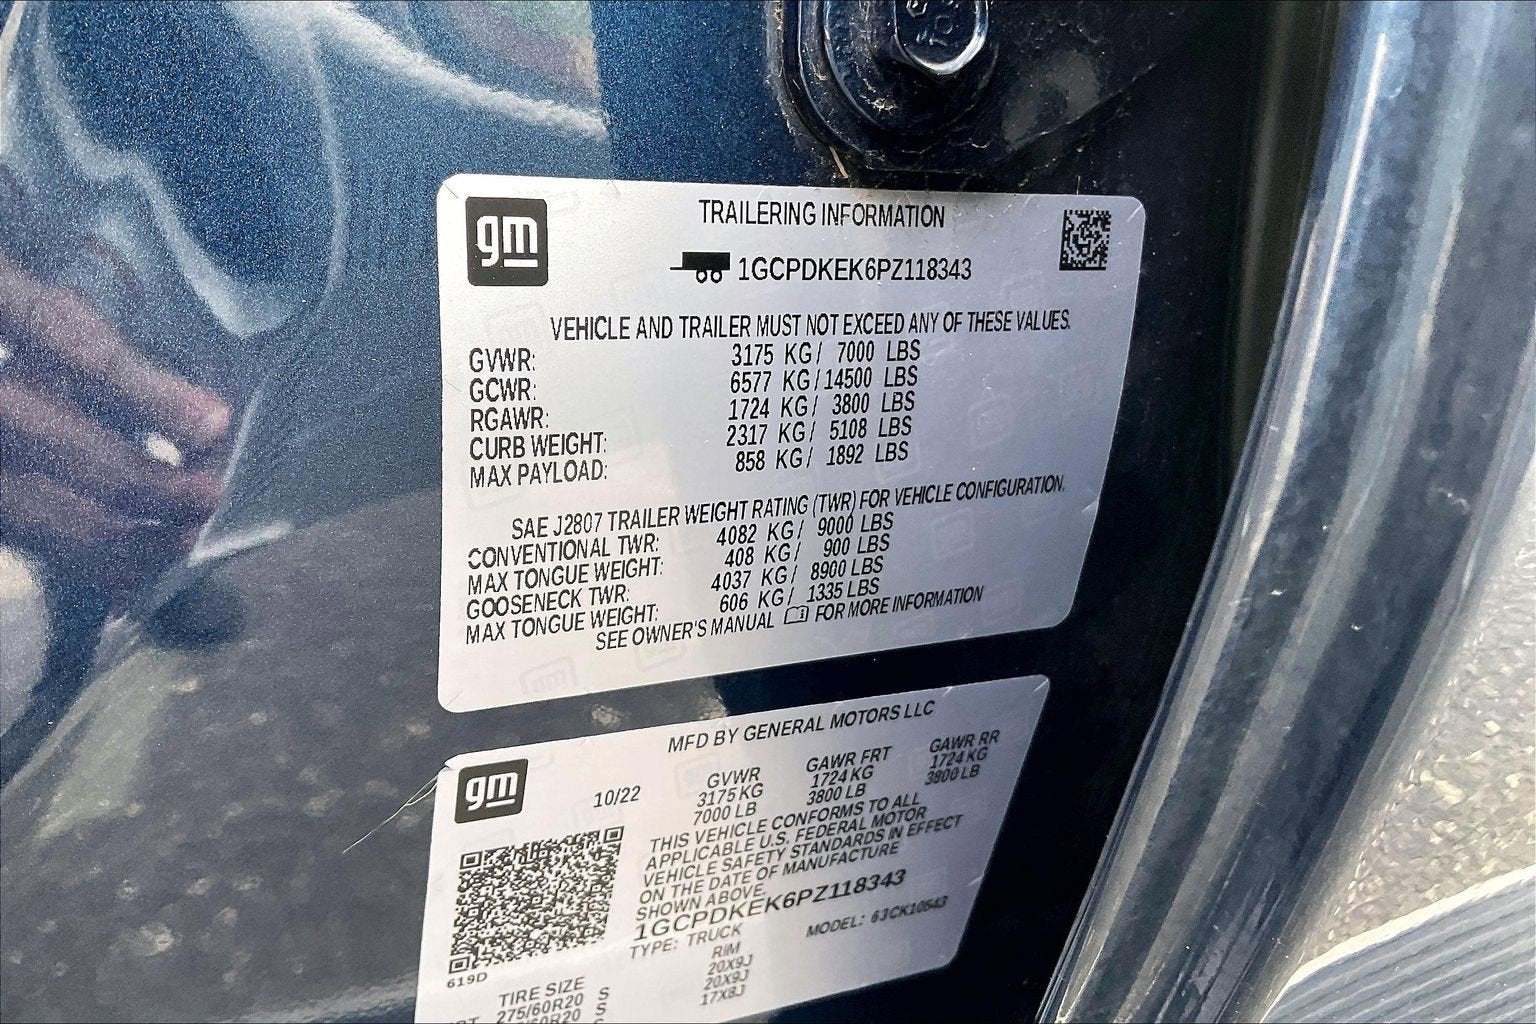 gm
TRAILERING INFORMATION
1GCPDKEK6PZ118343
VEHICLE AND TRAILER MUST NOT EXCEED ANY OF THESE VALUES.
GVWR: 3175 KG/ 7000 LBS
GCWR: 6577 KG/14500 LBS
RGAWR: 1724 KG/ 3800 LBS
CURB WEIGHT: 2317 KG/ 5108 LBS
MAX PAYLOAD: 858 KG/ 1892 LBS
SAE J2807 TRAILER WEIGHT RATING (TWR) FOR VEHICLE CONFIGURATION.
CONVENTIONAL TWR: 4082 KG/ 9000 LBS
MAX TONGUE WEIGHT: 408 KG/ 900 LBS
GOOSENECK TWR: 4037 KG/ 8900 LBS
MAX TONGUE WEIGHT: 606 KG/ 1335 LBS
SEE OWNER'S MANUAL FOR MORE INFORMATION
gm
MFD BY GENERAL MOTORS LLC
10/22 GVWR GAWR FRT GAWR RR
3175 KG 1724 KG 1724 KG
7000 LB 3800 LB 3800 LB
THIS VEHICLE CONFORMS TO ALL
APPLICABLE U.S. FEDERAL MOTOR
VEHICLE SAFETY STANDARDS IN EFFECT
ON THE DATE OF MANUFACTURE
SHOWN ABOVE.
1GCPDKEK6PZ118343
TYPE: TRUCK MODEL: 63CK10543
619D
TIRE SIZE RIM
275/60R20 S 20X9J
S 20X9J
17X8J